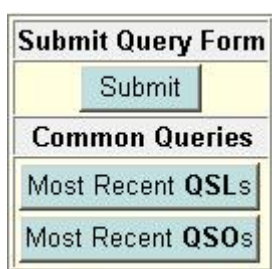 Submit Query Form
Submit
Common Queries
Most Recent QSLs
Most Recent QSOs